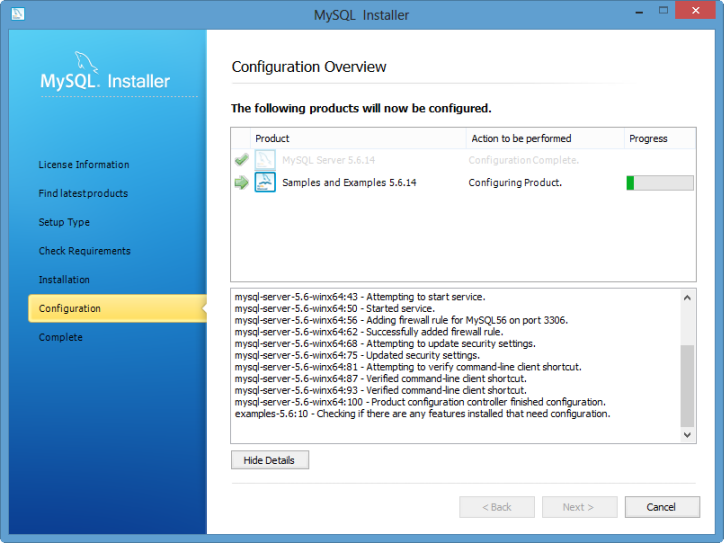 MySQL Installer
MySQL. Installer
License Information
Find latest products
Setup Type
Check Requirements
Installation
Configuration
Complete
Configuration Overview
The following products will now be configured.
Product Action to be performed Progress
MySQL Server 5.6.14 Configuration Complete.
Samples and Examples 5.6.14 Configuring Product.
mysql-server-5.6-winx64:43 - Attempting to start service.
mysql-server-5.6-winx64:50 - Started service.
mysql-server-5.6-winx64:56 - Adding firewall rule for MySQL56 on port 3306.
mysql-server-5.6-winx64:62 - Successfully added firewall rule.
mysql-server-5.6-winx64:68 - Attempting to update security settings.
mysql-server-5.6-winx64:75 - Updated security settings.
mysql-server-5.6-winx64:81 - Attempting to verify command-line client shortcut.
mysql-server-5.6-winx64:87 - Verified command-line client shortcut.
mysql-server-5.6-winx64:93 - Verified command-line client shortcut.
mysql-server-5.6-winx64:100 - Product configuration controller finished configuration.
examples-5.6:10 - Checking if there are any features installed that need configuration.
Hide Details
< Back Next > Cancel